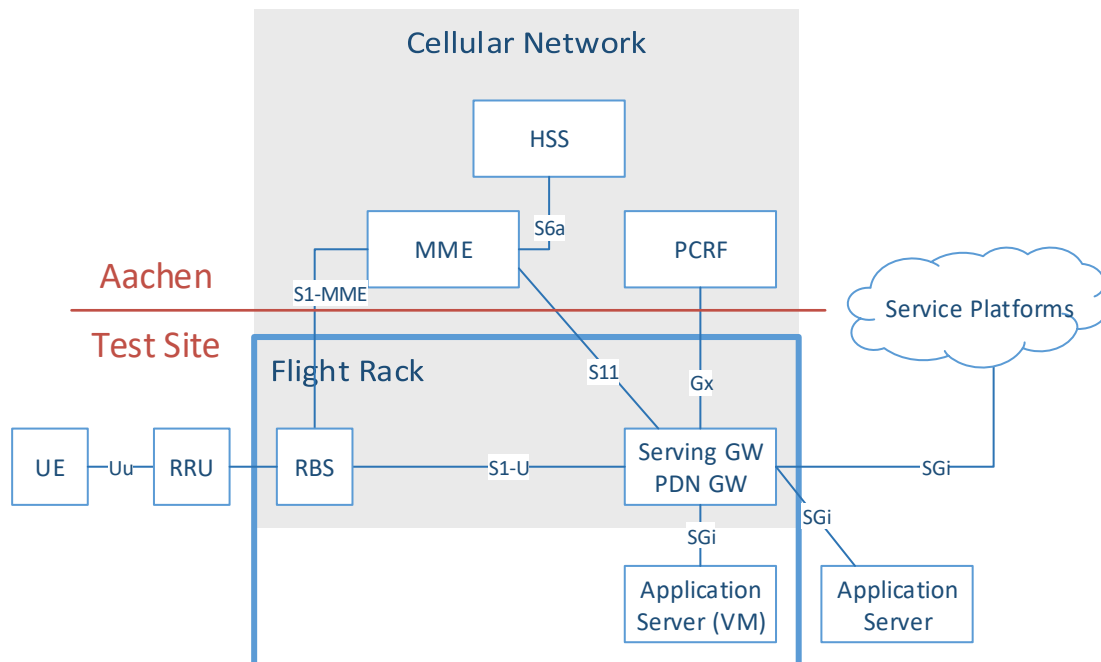 Cellular Network
HSS
S6a
MME
PCRF
Aachen
S1-MME
Service Platforms
Test Site
Flight Rack
S11
Gx
UE
Uu
RRU
RBS
S1-U
Serving GW
PDN GW
SGi
SGi
SGi
Application
Server (VM)
Application
Server